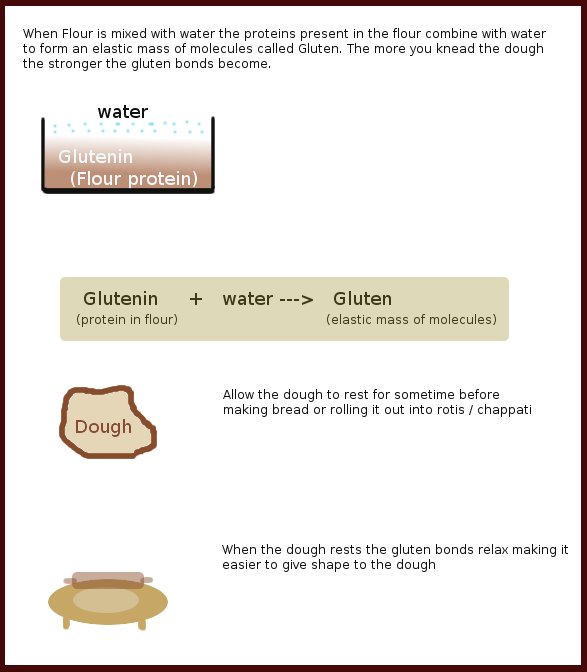 When Flour is mixed with water the proteins present in the flour combine with water
to form an elastic mass of molecules called Gluten. The more you knead the dough
the stronger the gluten bonds become.
water
Glutenin
(Flour protein)
Glutenin + water ---> Gluten
(protein in flour) (elastic mass of molecules)
Dough
Allow the dough to rest for sometime before
making bread or rolling it out into rotis / chappati
When the dough rests the gluten bonds relax making it
easier to give shape to the dough